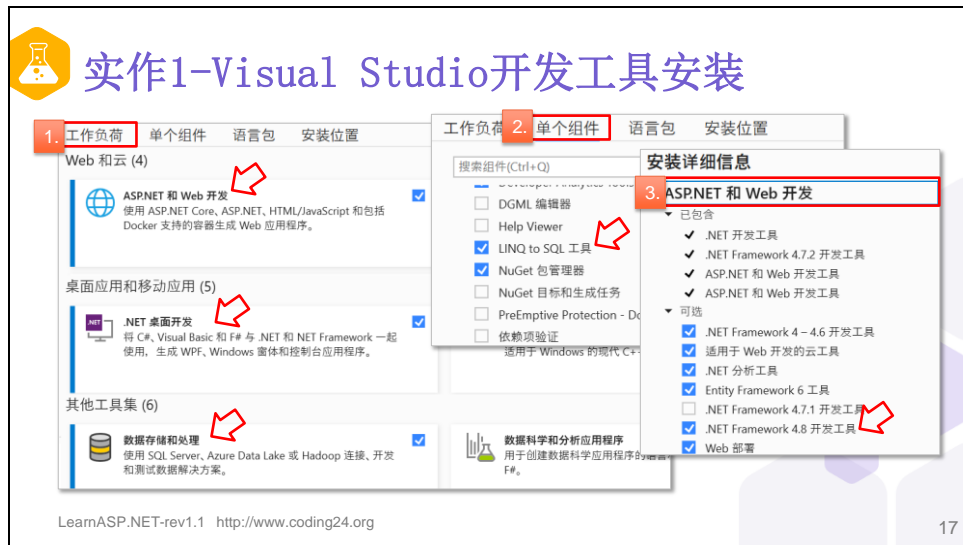 实作1-Visual Studio开发工具安装
1.
工作负荷 单个组件 语言包 安装位置
Web 和云 (4)
ASP.NET 和 Web 开发
使用 ASP.NET Core、ASP.NET、HTML/JavaScript 和包括
Docker 支持的容器生成 Web 应用程序。
桌面应用和移动应用 (5)
.NET
.NET 桌面开发
将 C#、Visual Basic 和 F# 与 .NET 和 NET Framework 一起
使用，生成 WPF、Windows 窗体和控制台应用程序。
其他工具集 (6)
数据存储和处理
使用 SQL Server、Azure Data Lake 或 Hadoop 连接、开发
和测试数据解决方案。
适用于 Windows 的现代 C+
数据科学和分析应用程序
用于创建数据科学应用程序的语言
F#。
2.
工作负荷 单个组件 语言包 安装位置
搜索组件(Ctrl+Q)
Developer Analytics Tools
DGML 编辑器
Help Viewer
LINQ to SQL 工具
NuGet 包管理器
NuGet 目标和生成任务
PreEmptive Protection - Do
依赖项验证
安装详细信息
3.
ASP.NET 和 Web 开发
已包含
.NET 开发工具
.NET Framework 4.7.2 开发工具
ASP.NET 和 Web 开发工具
ASP.NET 和 Web 开发工具
可选
.NET Framework 4 – 4.6 开发工具
适用于 Web 开发的云工具
.NET 分析工具
Entity Framework 6 工具
.NET Framework 4.7.1 开发工具
.NET Framework 4.8 开发工具
Web 部署
LearnASP.NET-rev1.1 http://www.coding24.org
17